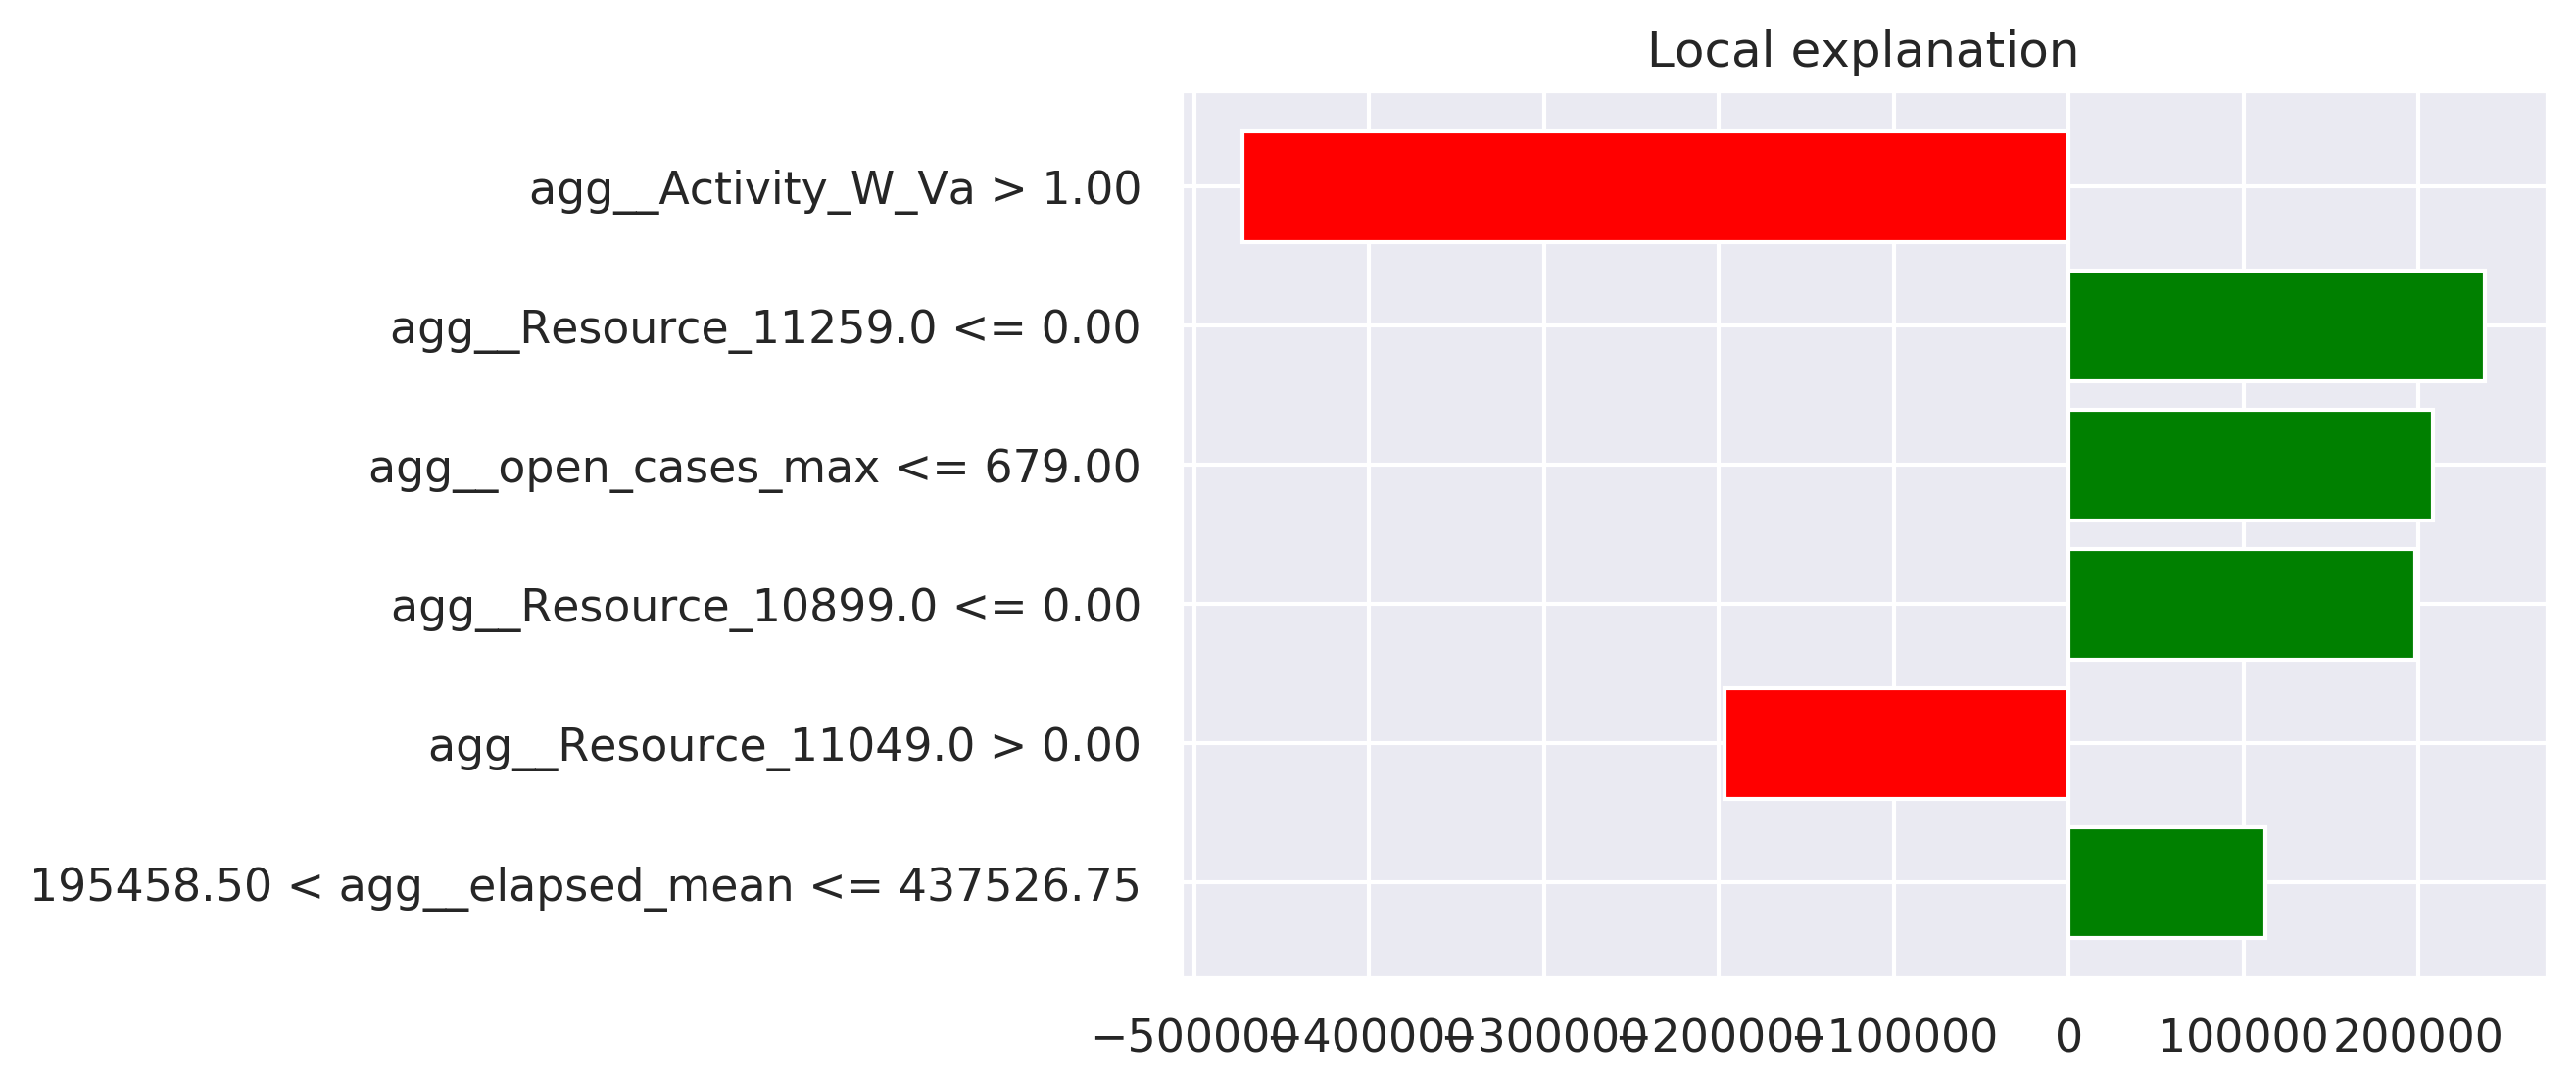 Local explanation
agg__Activity_W_Va > 1.00
agg__Resource_11259.0 <= 0.00
agg__open_cases_max <= 679.00
agg__Resource_10899.0 <= 0.00
agg__Resource_11049.0 > 0.00
195458.50 < agg__elapsed_mean <= 437526.75
−500000 −400000 −300000 −200000 −100000 0 100000 200000